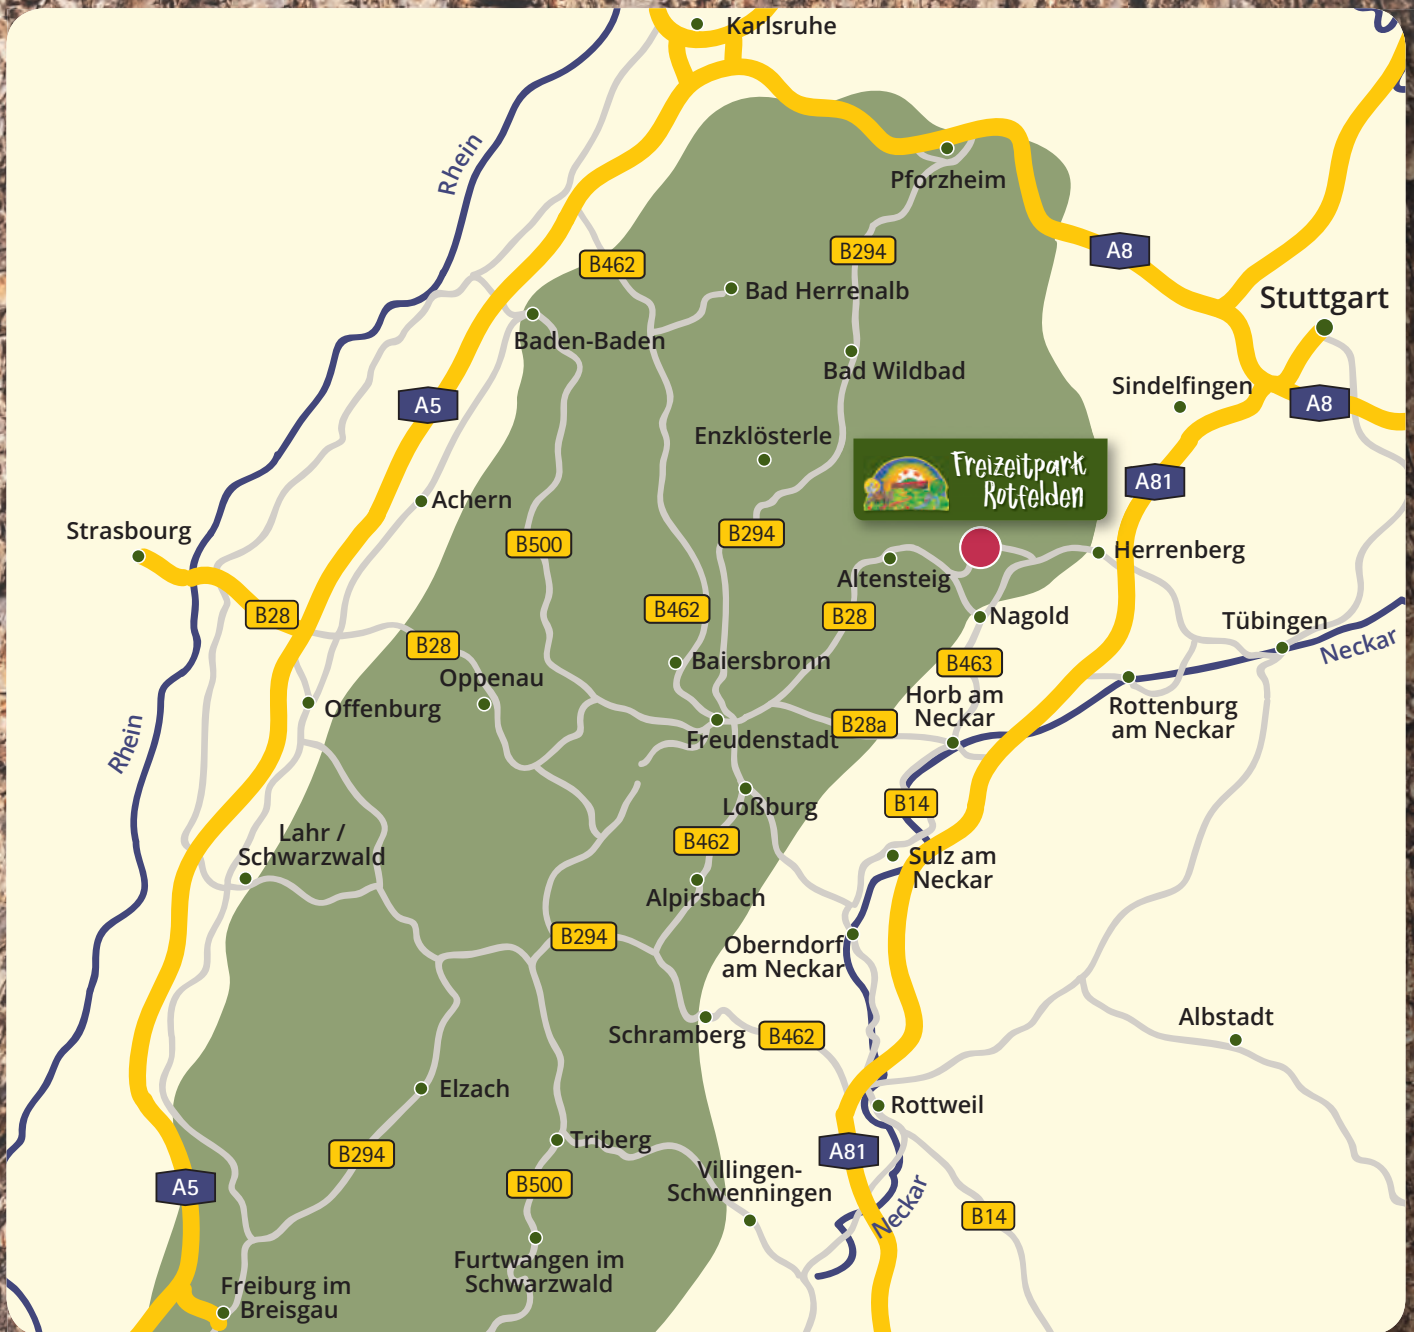 Karlsruhe
Rhein
Pforzheim
B462
B294
A8
Bad Herrenalb
Stuttgart
Baden-Baden
Bad Wildbad
Sindelfingen
A5
A8
Enzklösterle
Freizeitpark
Rotfelden
A81
Achern
Strasbourg
B500
B294
Herrenberg
Altensteig
B28
B462
B28
Nagold
Tübingen
B28
Neckar
Baiersbronn
B463
Oppenau
Horb am
Neckar
Offenburg
Rottenburg
am Neckar
B28a
Rhein
Freudenstadt
Loßburg
B14
Lahr /
Schwarzwald
B462
Sulz am
Neckar
Alpirsbach
B294
Oberndorf
am Neckar
Albstadt
Schramberg
B462
Elzach
Rottweil
Triberg
B294
A81
Villingen-
Schwenningen
A5
B500
Neckar
B14
Furtwangen im
Schwarzwald
Freiburg im
Breisgau